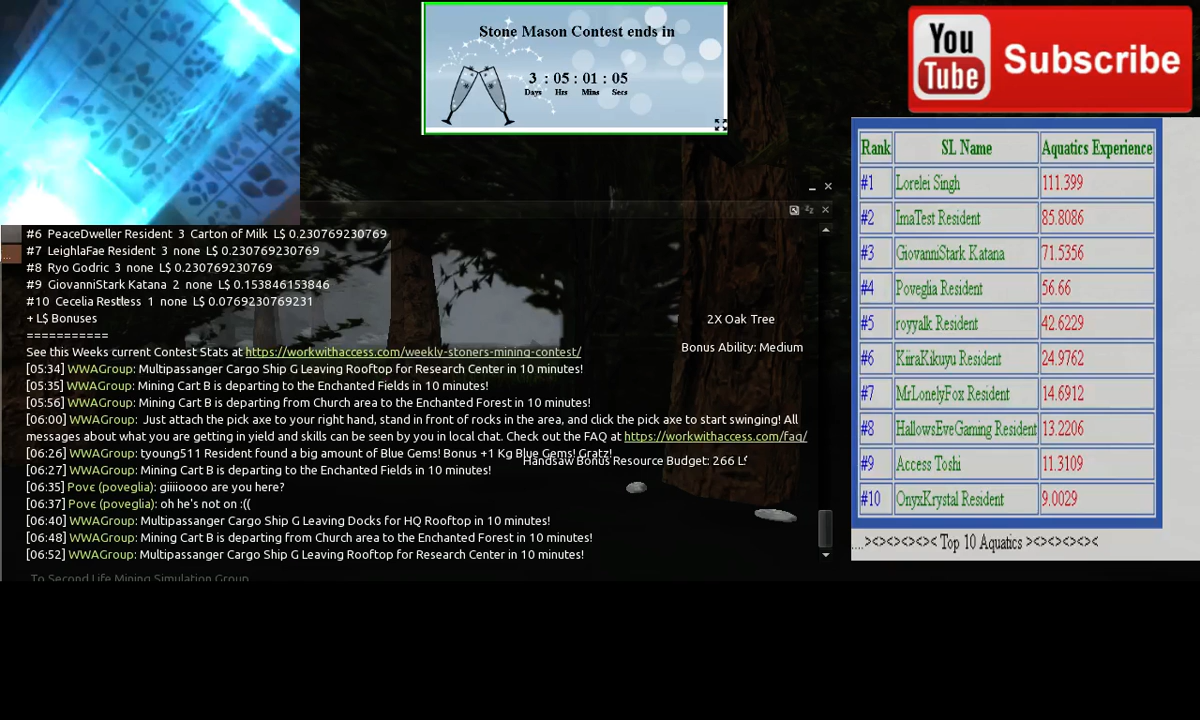 Stone Mason Contest ends in
3 : 05 : 01 : 05
Days Hrs Mins Secs
You Tube Subscribe
#6 PeaceDweller Resident 3 Carton of Milk L$ 0.230769230769
#7 LeighlaFae Resident 3 none L$ 0.230769230769
#8 Ryo Godric 3 none L$ 0.230769230769
#9 GiovanniStark Katana 2 none L$ 0.153846153846
#10 Cecelia Restless 1 none L$ 0.0769230769231
+ L$ Bonuses
===========
See this Weeks current Contest Stats at https://workwithaccess.com/weekly-stoners-mining-contest/
[05:34] WWAGroup: Multipassanger Cargo Ship G Leaving Rooftop for Research Center in 10 minutes!
[05:35] WWAGroup: Mining Cart B is departing to the Enchanted Fields in 10 minutes!
[05:56] WWAGroup: Mining Cart B is departing from Church area to the Enchanted Forest in 10 minutes!
[06:00] WWAGroup: Just attach the pick axe to your right hand, stand in front of rocks in the area, and click the pick axe to start swinging! All
messages about what you are getting in yield and skills can be seen by you in local chat. Check out the FAQ at https://workwithaccess.com/faq/
[06:26] WWAGroup: tyoung511 Resident found a big amount of Blue Gems! Bonus +1 Kg Blue Gems! Gratz!
[06:27] WWAGroup: Mining Cart B is departing to the Enchanted Fields in 10 minutes!
[06:35] Povє (poveglia): giiiioooo are you here?
[06:37] Povє (poveglia): oh he's not on :((
[06:40] WWAGroup: Multipassanger Cargo Ship G Leaving Docks for HQ Rooftop in 10 minutes!
[06:48] WWAGroup: Mining Cart B is departing from Church area to the Enchanted Forest in 10 minutes!
[06:52] WWAGroup: Multipassanger Cargo Ship G Leaving Rooftop for Research Center in 10 minutes!
To Second Life Mining Simulation Group
2X Oak Tree
Bonus Ability: Medium
Handsaw Bonus Resource Budget: 266 L$
Rank SL Name Aquatics Experience
#1 Lorelei Singh 111.399
#2 ImaTest Resident 85.8086
#3 GiovanniStark Katana 71.5356
#4 Poveglia Resident 56.66
#5 royyalk Resident 42.6229
#6 KiiraKikuyu Resident 24.9762
#7 MrLonelyFox Resident 14.6912
#8 HallowsEveGaming Resident 13.2206
#9 Access Toshi 11.3109
#10 OnyxKrystal Resident 9.0029
....><><><><>< Top 10 Aquatics ><><><><><